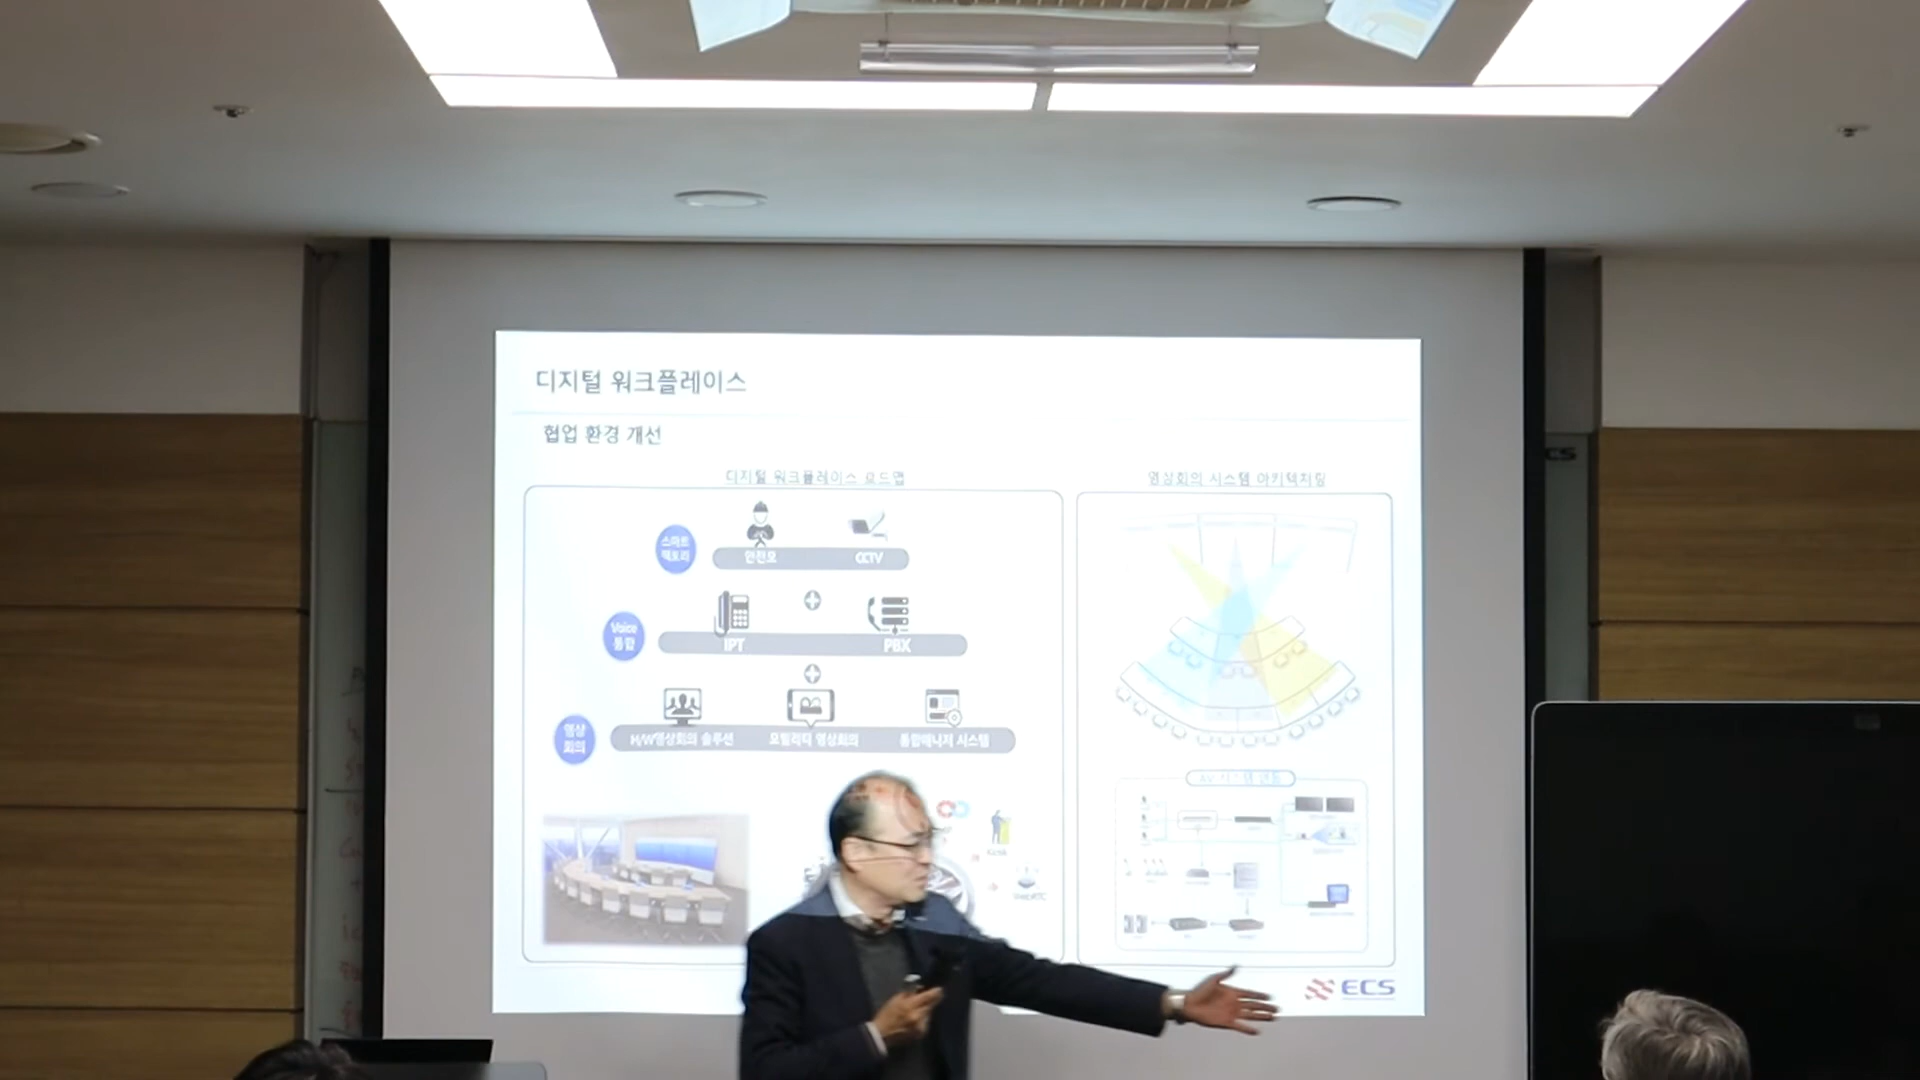 디지털 워크플레이스
협업 환경 개선
디지털 워크플레이스 로드맵
영상회의 시스템 아키텍처링
스마트
팩토리
안전모
CCTV
Voice
통합
IPT
PBX
영상
회의
H/W영상회의 솔루션
모빌리티 영상회의
통합매니저 시스템
Kiosk
WebRTC
ECS